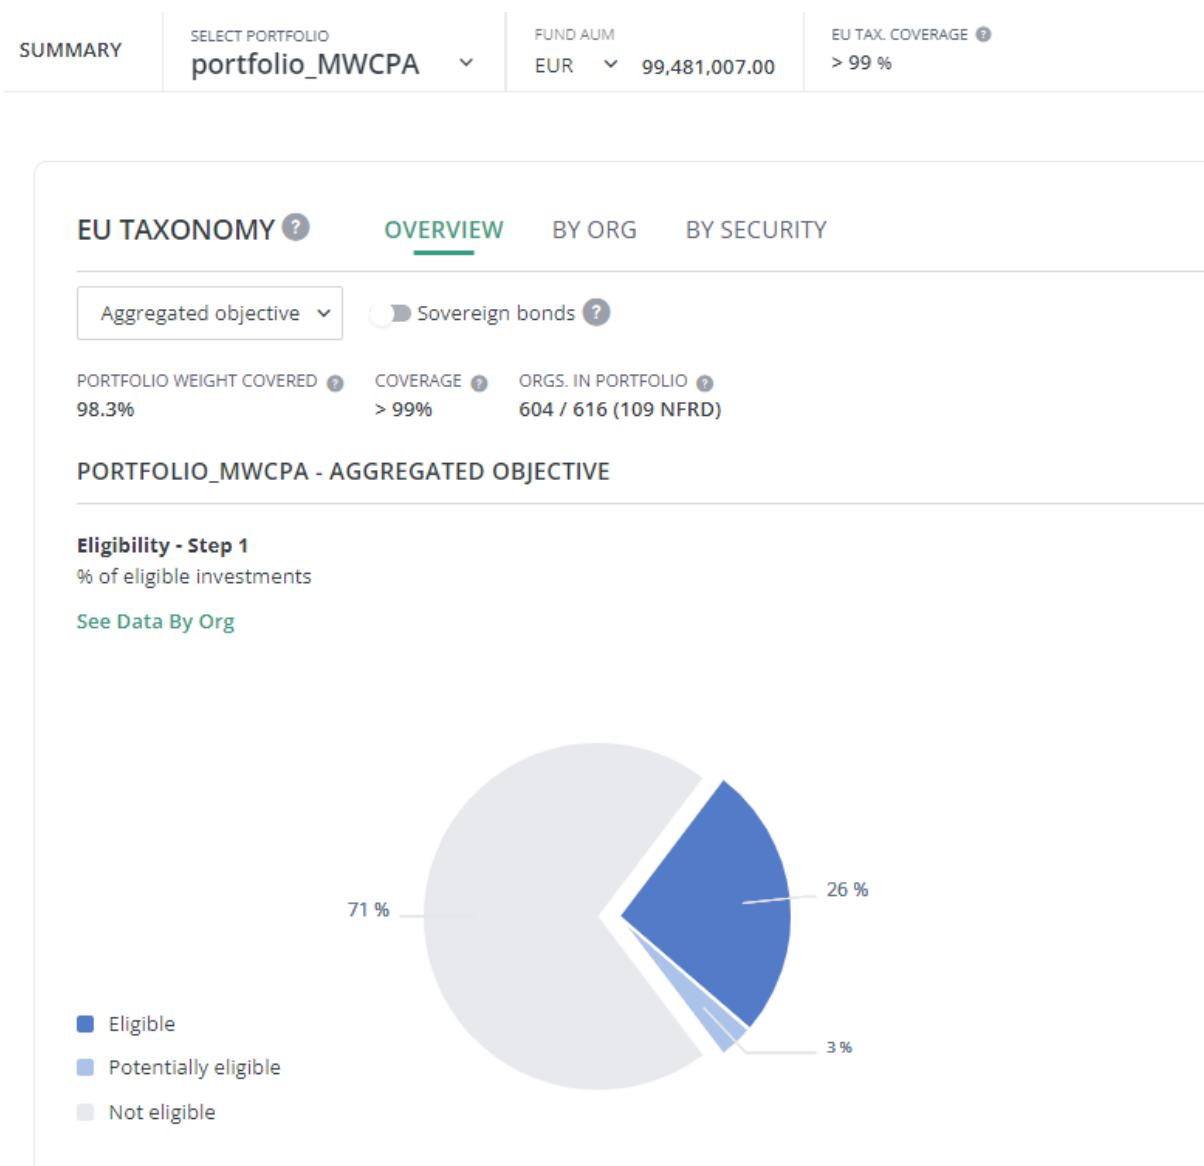 SUMMARY
SELECT PORTFOLIO
portfolio_MWCPA
FUND AUM
EUR 99,481,007.00
EU TAX. COVERAGE ?
> 99 %
EU TAXONOMY ? OVERVIEW BY ORG BY SECURITY
Aggregated objective Sovereign bonds ?
PORTFOLIO WEIGHT COVERED ? COVERAGE ? ORGS. IN PORTFOLIO ?
98.3% > 99% 604 / 616 (109 NFRD)
PORTFOLIO_MWCPA - AGGREGATED OBJECTIVE
Eligibility - Step 1
% of eligible investments
See Data By Org
26 %
71 %
3 %
Eligible
Potentially eligible
Not eligible